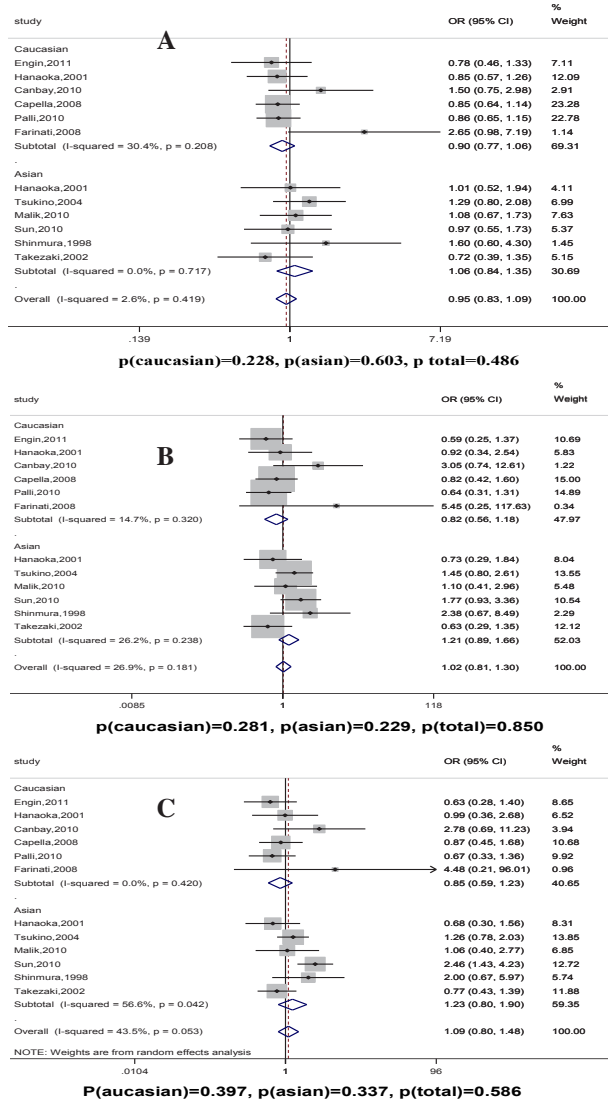 %
study OR (95% CI) Weight
A
Caucasian
Engin,2011 0.78 (0.46, 1.33) 7.11
Hanaoka,2001 0.85 (0.57, 1.26) 12.09
Canbay,2010 1.50 (0.75, 2.98) 2.91
Capella,2008 0.85 (0.64, 1.14) 23.28
Palli,2010 0.86 (0.65, 1.15) 22.78
Farinati,2008 2.65 (0.98, 7.19) 1.14
Subtotal (I-squared = 30.4%, p = 0.208) 0.90 (0.77, 1.06) 69.31
.
Asian
Hanaoka,2001 1.01 (0.52, 1.94) 4.11
Tsukino,2004 1.29 (0.80, 2.08) 6.99
Malik,2010 1.08 (0.67, 1.73) 7.63
Sun,2010 0.97 (0.55, 1.73) 5.37
Shinmura,1998 1.60 (0.60, 4.30) 1.45
Takezaki,2002 0.72 (0.39, 1.35) 5.15
Subtotal (I-squared = 0.0%, p = 0.717) 1.06 (0.84, 1.35) 30.69
.
Overall (I-squared = 2.6%, p = 0.419) 0.95 (0.83, 1.09) 100.00
.139 1 7.19
p(caucasian)=0.228, p(asian)=0.603, p total=0.486
%
study OR (95% CI) Weight
B
Caucasian
Engin,2011 0.59 (0.25, 1.37) 10.69
Hanaoka,2001 0.92 (0.34, 2.54) 5.83
Canbay,2010 3.05 (0.74, 12.61) 1.22
Capella,2008 0.82 (0.42, 1.60) 15.00
Palli,2010 0.64 (0.31, 1.31) 14.89
Farinati,2008 5.45 (0.25, 117.63) 0.34
Subtotal (I-squared = 14.7%, p = 0.320) 0.82 (0.56, 1.18) 47.97
.
Asian
Hanaoka,2001 0.73 (0.29, 1.84) 8.04
Tsukino,2004 1.45 (0.80, 2.61) 13.55
Malik,2010 1.10 (0.41, 2.96) 5.48
Sun,2010 1.77 (0.93, 3.36) 10.54
Shinmura,1998 2.38 (0.67, 8.49) 2.29
Takezaki,2002 0.63 (0.29, 1.35) 12.12
Subtotal (I-squared = 26.2%, p = 0.238) 1.21 (0.89, 1.66) 52.03
.
Overall (I-squared = 26.9%, p = 0.181) 1.02 (0.81, 1.30) 100.00
.0085 1 118
p(caucasian)=0.281, p(asian)=0.229, p(total)=0.850
%
study OR (95% CI) Weight
C
Caucasian
Engin,2011 0.63 (0.28, 1.40) 8.65
Hanaoka,2001 0.99 (0.36, 2.68) 6.52
Canbay,2010 2.78 (0.69, 11.23) 3.94
Capella,2008 0.87 (0.45, 1.68) 10.68
Palli,2010 0.67 (0.33, 1.36) 9.92
Farinati,2008 4.48 (0.21, 96.01) 0.96
Subtotal (I-squared = 0.0%, p = 0.420) 0.85 (0.59, 1.23) 40.65
.
Asian
Hanaoka,2001 0.68 (0.30, 1.56) 8.31
Tsukino,2004 1.26 (0.78, 2.03) 13.85
Malik,2010 1.06 (0.40, 2.77) 6.85
Sun,2010 2.46 (1.43, 4.23) 12.72
Shinmura,1998 2.00 (0.67, 5.97) 5.74
Takezaki,2002 0.77 (0.43, 1.39) 11.88
Subtotal (I-squared = 56.6%, p = 0.042) 1.23 (0.80, 1.90) 59.35
.
Overall (I-squared = 43.5%, p = 0.053) 1.09 (0.80, 1.48) 100.00
NOTE: Weights are from random effects analysis
.0104 1 96
P(aucasian)=0.397, p(asian)=0.337, p(total)=0.586